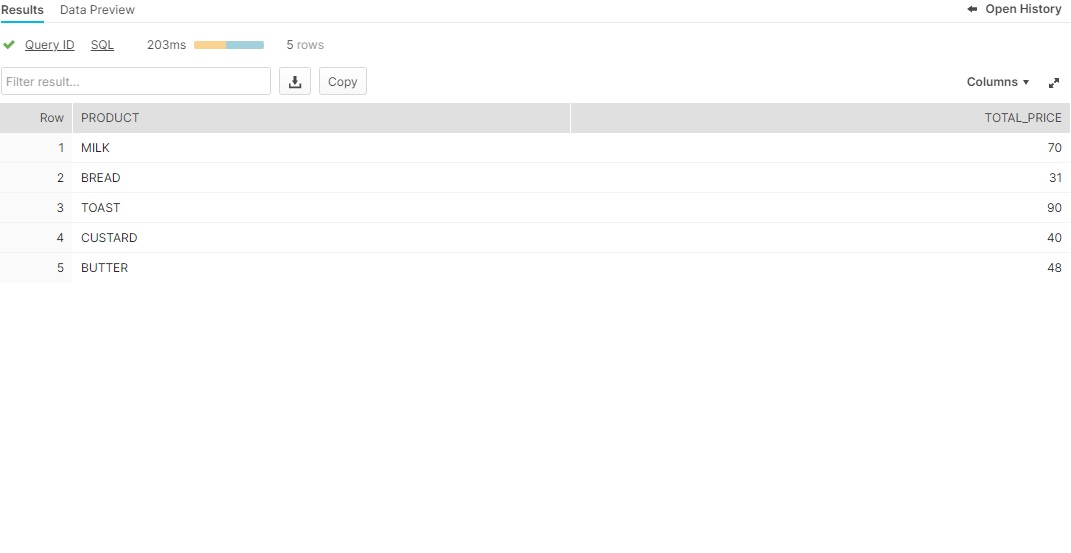 Results Data Preview Open History
Query ID SQL 203ms 5 rows
Filter result... Copy Columns
Row PRODUCT TOTAL_PRICE
1 MILK 70
2 BREAD 31
3 TOAST 90
4 CUSTARD 40
5 BUTTER 48